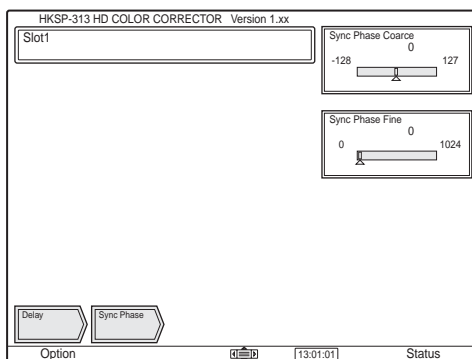 HKSP-313 HD COLOR CORRECTOR Version 1.xx
Slot1
Sync Phase Coarce
0
-128 127
Sync Phase Fine
0
0 1024
Delay Sync Phase
Option 13:01:01 Status